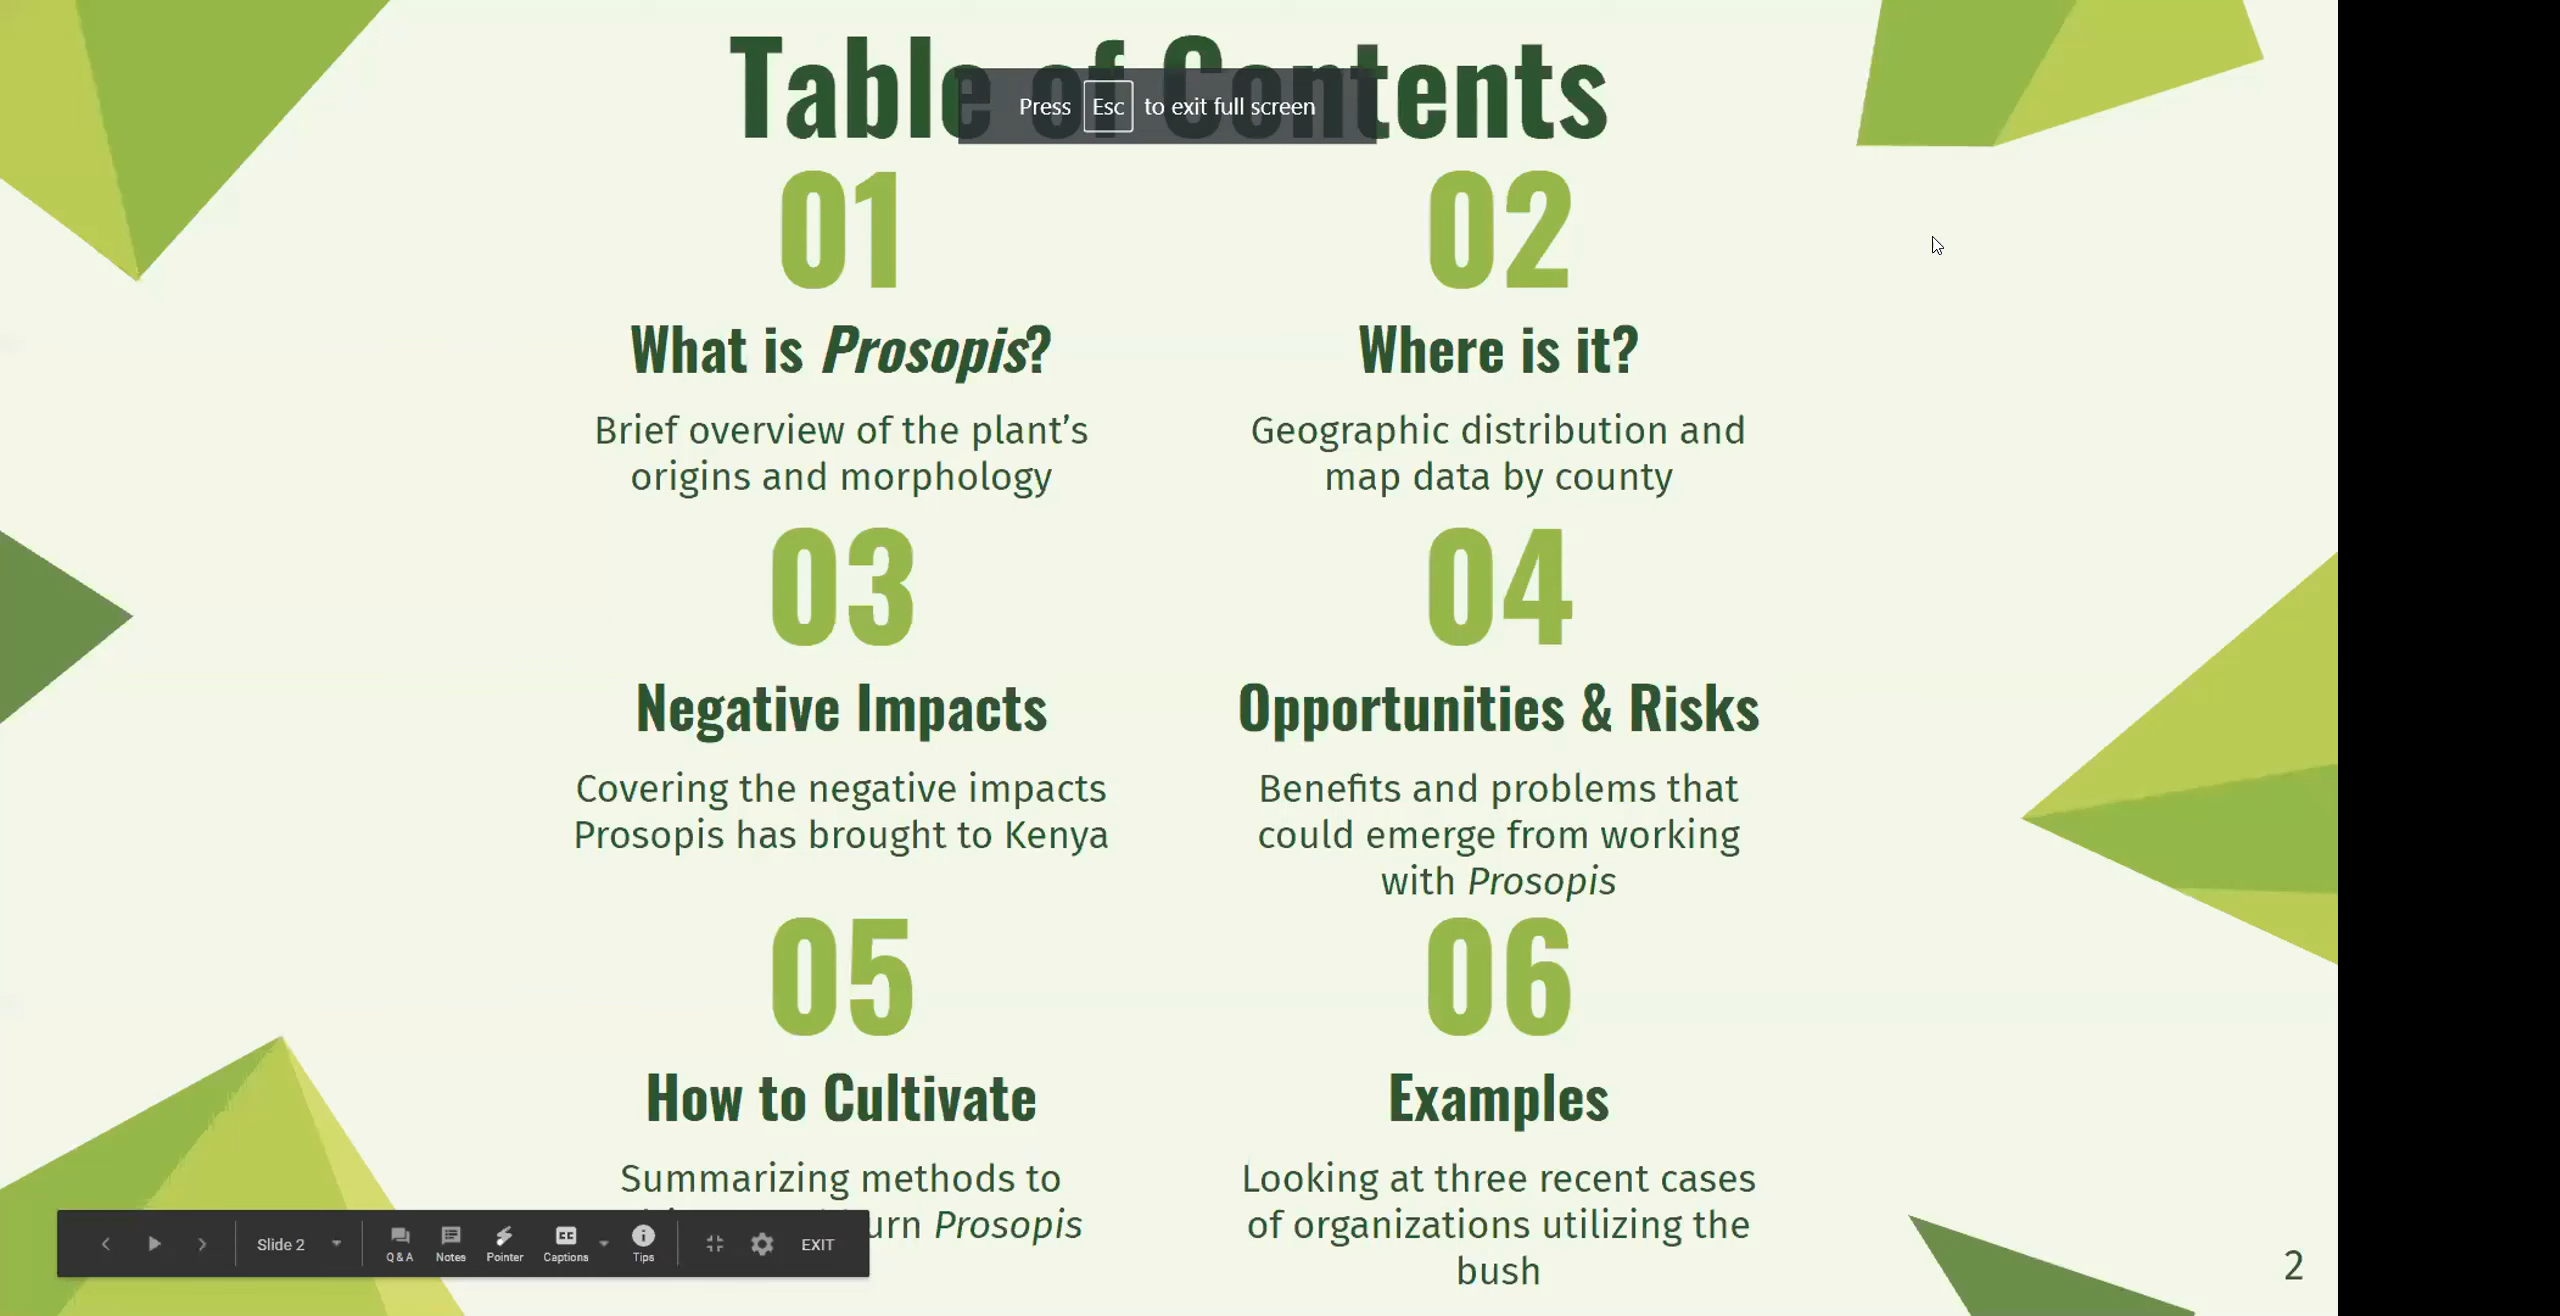 Table of Contents
Press Esc to exit full screen
01
What is Prosopis?
Brief overview of the plant’s
origins and morphology
02
Where is it?
Geographic distribution and
map data by county
03
Negative Impacts
Covering the negative impacts
Prosopis has brought to Kenya
04
Opportunities & Risks
Benefits and problems that
could emerge from working
with Prosopis
05
How to Cultivate
Summarizing methods to
Prosopis
06
Examples
Looking at three recent cases
of organizations utilizing the
bush
Slide 2
Q & A
Notes
Pointer
CC
Captions
Tips
EXIT
2